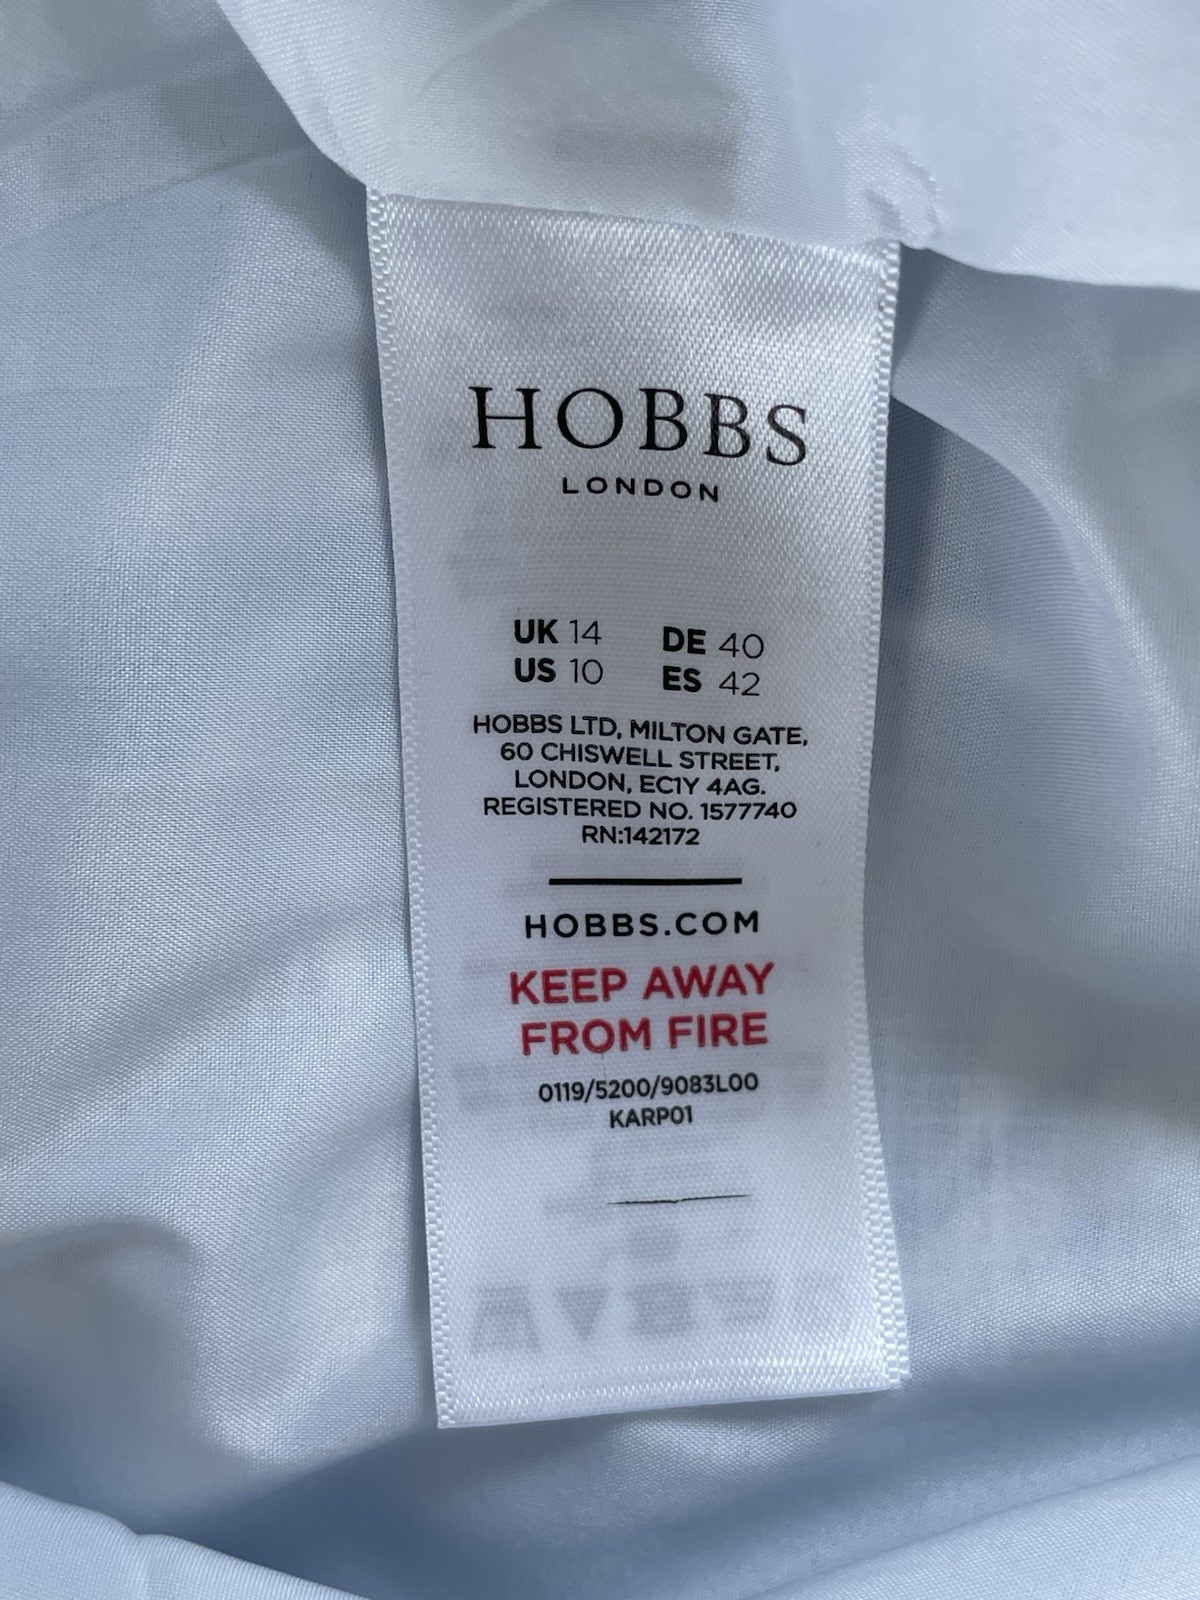 HOBBS
LONDON
UK 14 DE 40
US 10 ES 42
HOBBS LTD, MILTON GATE,
60 CHISWELL STREET,
LONDON, EC1Y 4AG.
REGISTERED NO. 1577740
RN:142172
HOBBS.COM
KEEP AWAY
FROM FIRE
0119/5200/9083L00
KARP01